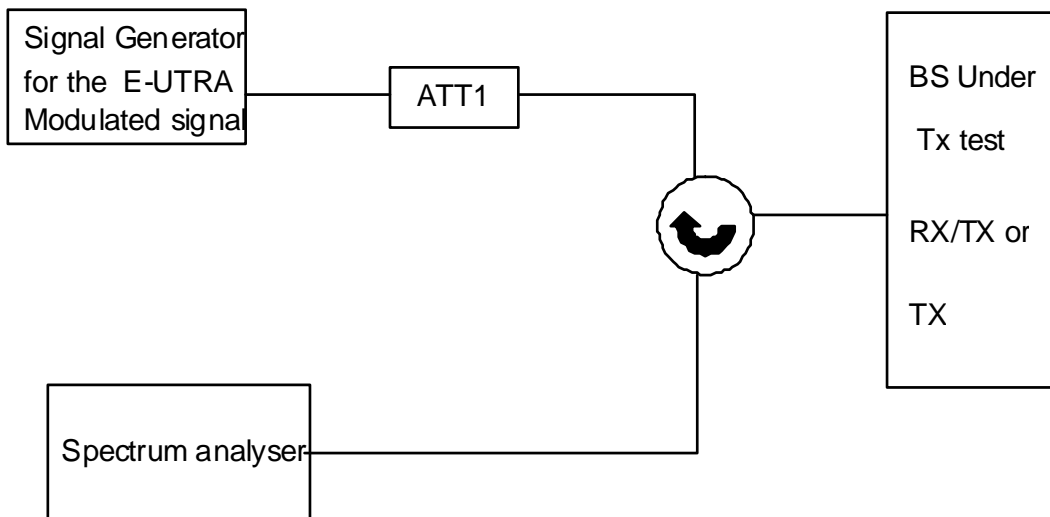 Signal Generator
for the E-UTRA
Modulated signal
ATT1
BS Under
Tx test
RX/TX or
TX
Spectrum analyser